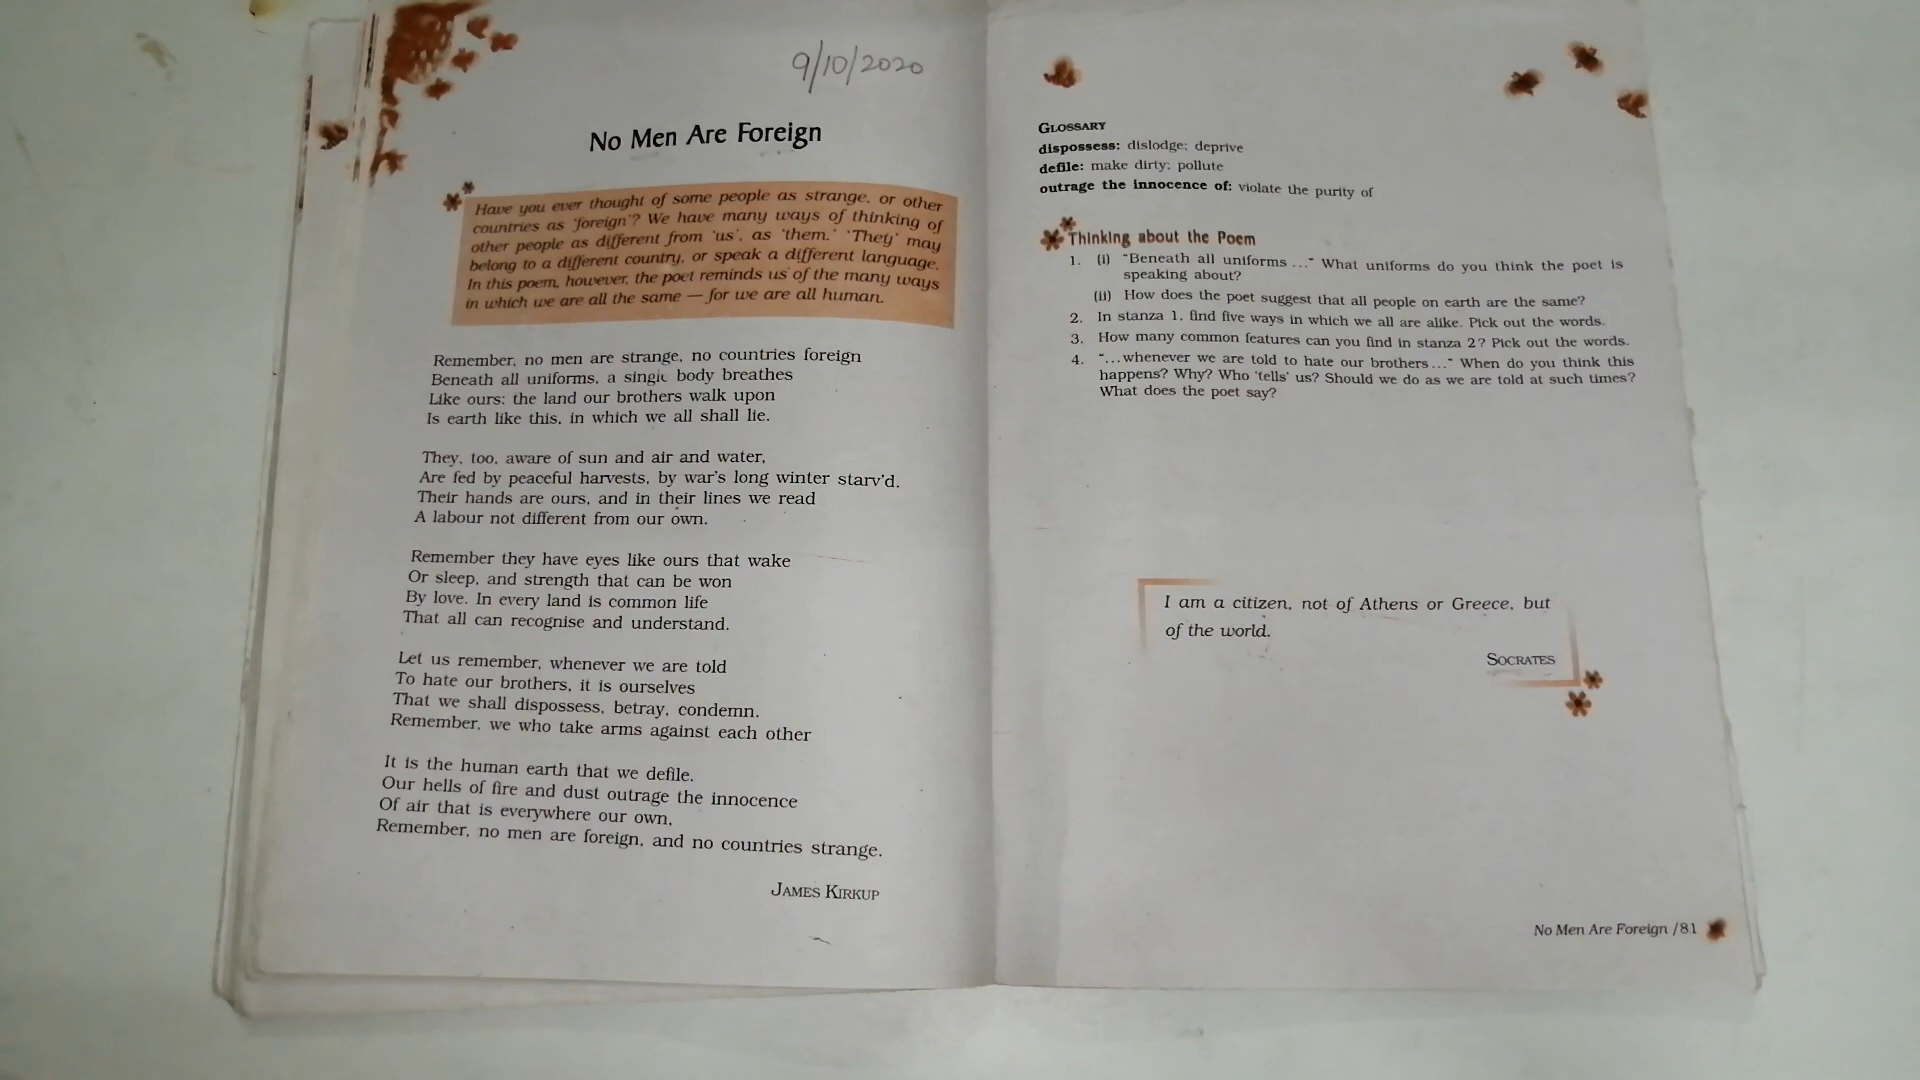 9/10/2020
No Men Are Foreign
Have you ever thought of some people as strange, or other
countries as 'foreign'? We have many ways of thinking of
other people as different from 'us', as 'them.' 'They' may
belong to a different country, or speak a different language.
In this poem, however, the poet reminds us of the many ways
in which we are all the same — for we are all human.
Remember, no men are strange, no countries foreign
Beneath all uniforms, a single body breathes
Like ours: the land our brothers walk upon
Is earth like this, in which we all shall lie.
They, too, aware of sun and air and water,
Are fed by peaceful harvests, by war's long winter starv'd.
Their hands are ours, and in their lines we read
A labour not different from our own.
Remember they have eyes like ours that wake
Or sleep, and strength that can be won
By love. In every land is common life
That all can recognise and understand.
Let us remember, whenever we are told
To hate our brothers, it is ourselves
That we shall dispossess, betray, condemn.
Remember, we who take arms against each other
It is the human earth that we defile.
Our hells of fire and dust outrage the innocence
Of air that is everywhere our own,
Remember, no men are foreign, and no countries strange.
JAMES KIRKUP
GLOSSARY
dispossess: dislodge; deprive
defile: make dirty; pollute
outrage the innocence of: violate the purity of
Thinking about the Poem
1. (i) "Beneath all uniforms ..." What uniforms do you think the poet is
speaking about?
(ii) How does the poet suggest that all people on earth are the same?
2. In stanza 1, find five ways in which we all are alike. Pick out the words.
3. How many common features can you find in stanza 2? Pick out the words.
4. "...whenever we are told to hate our brothers ..." When do you think this
happens? Why? Who 'tells' us? Should we do as we are told at such times?
What does the poet say?
I am a citizen, not of Athens or Greece, but
of the world.
SOCRATES
No Men Are Foreign /81